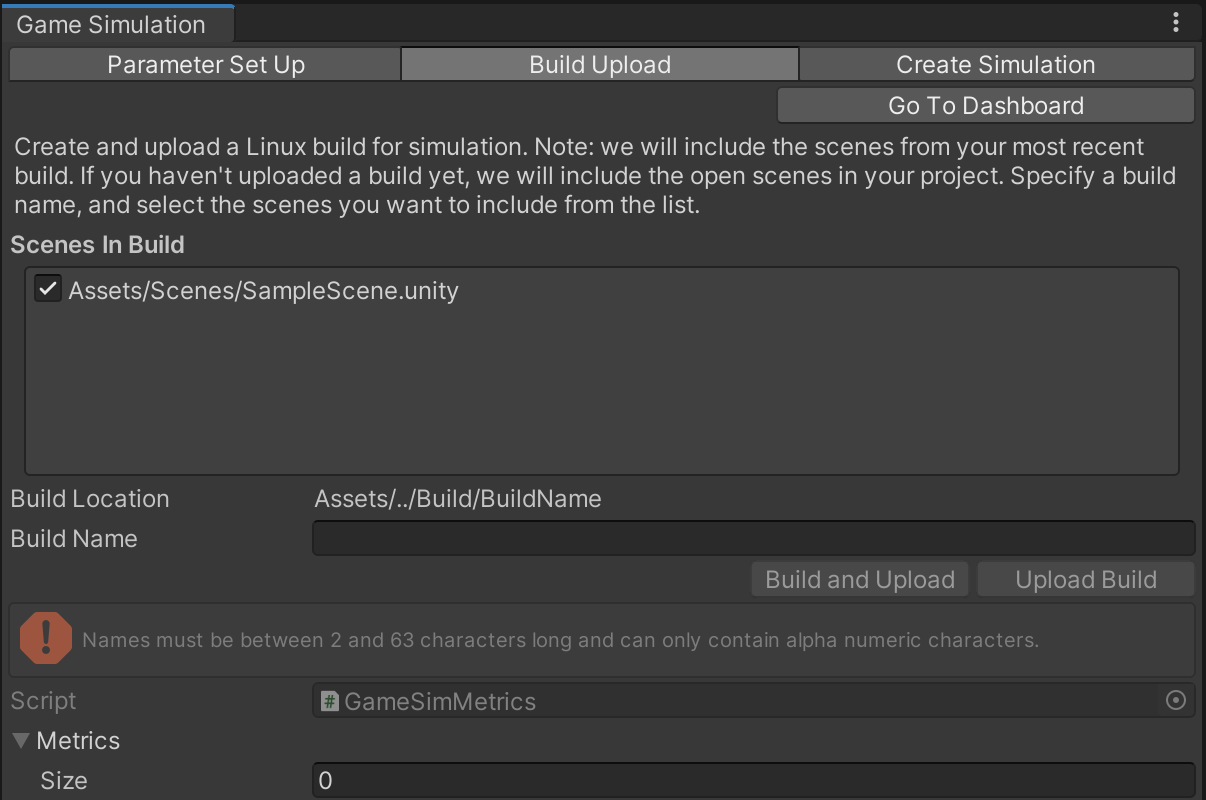 Game Simulation
Parameter Set Up
Build Upload
Create Simulation
Go To Dashboard
Create and upload a Linux build for simulation. Note: we will include the scenes from your most recent
build. If you haven't uploaded a build yet, we will include the open scenes in your project. Specify a build
name, and select the scenes you want to include from the list.
Scenes In Build
Assets/Scenes/SampleScene.unity
Build Location Assets/../Build/BuildName
Build Name
Build and Upload Upload Build
Names must be between 2 and 63 characters long and can only contain alpha numeric characters.
Script # GameSimMetrics
Metrics
Size 0